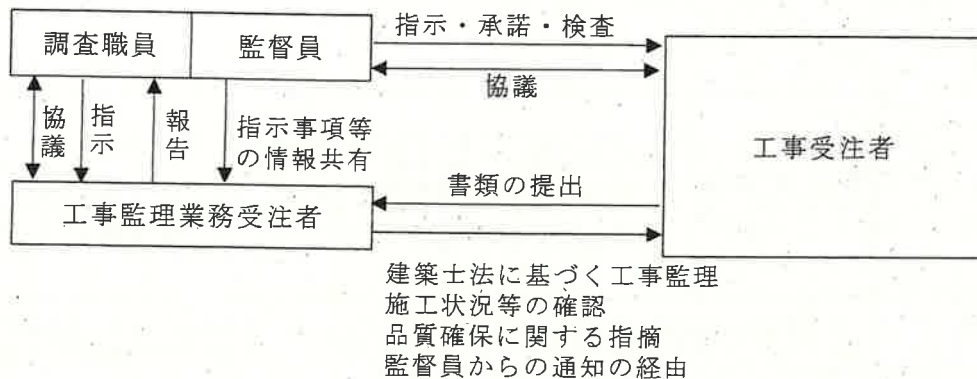 調査職員
監督員
指示・承諾・検査
協議
工事受注者
協議
指示
報告
指示事項等
の情報共有
書類の提出
工事監理業務受注者
建築士法に基づく工事監理
施工状況等の確認
品質確保に関する指摘
監督員からの通知の経由